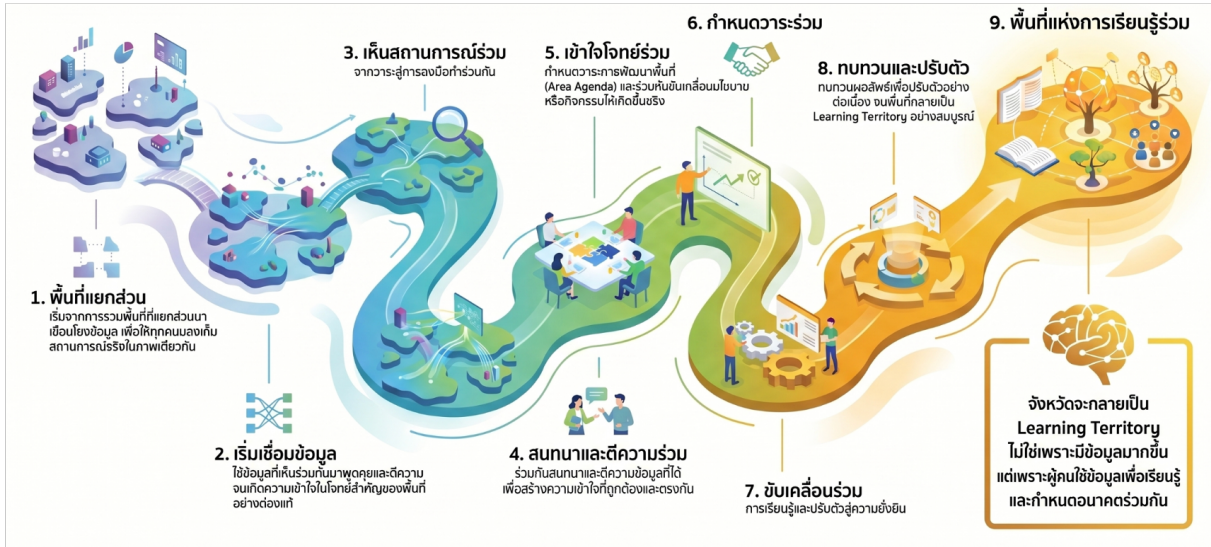 1. พื้นที่แยกส่วน
เริ่มจากการรวมพื้นที่ที่แยกส่วนนา
เชื่อนโยงข้อมูล เพื่อให้ทุกคนมลงเก็ม
สถานการณ์รริงในภาพเดียวกัน
2. เริ่มเชื่อมข้อมูล
ใช้ข้อมูลที่เห็นร่วมกันมาพูดคุยและตีความ
จนเกิดความเข้าใจในโจทย์สำคัญของพื้นที่
อย่างต่องแท้
3. เห็นสถานการณ์ร่วม
จากวาระสู่การลงมือทำร่วมกัน
4. สนทนาและตีความร่วม
ร่วมกันสนทนาและตีความข้อมูลที่ได้
เพื่อสร้างความเข้าใจที่ถูกต้องและตรงกัน
5. เข้าใจโจทย์ร่วม
กำหนดวาระการพัฒนาพื้นที่
(Area Agenda) และร่วมหันขับเกลื่อนมโยบาย
หรือกิจกรรมให้เกิดขึ้นชริง
6. กำหนดวาระร่วม
7. ขับเคลื่อนร่วม
การเรียนรู้และปรับตัวสู่ความยั่งยืน
8. ทบทวนและปรับตัว
ทบทวนผลลัพธ์เพื่อปรับตัวอย่าง
ต่อเนื่อง จนพื้นที่กลายเป็น
Learning Territory อย่างสมบูรณ์
9. พื้นที่แห่งการเรียนรู้ร่วม
จังหวัดจะกลายเป็น
Learning Territory
ไม่ใช่เพราะมีข้อมูลมากขึ้น
แต่เพราะผู้คนใช้ข้อมูลเพื่อเรียนรู้
และกำหนดอนาคตร่วมกัน